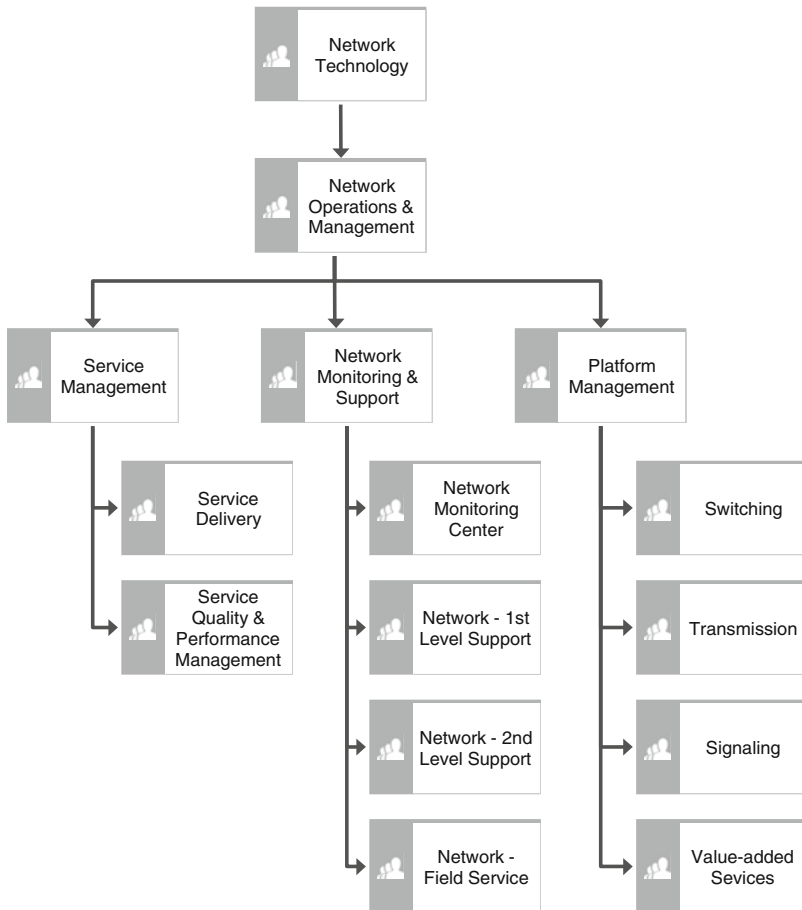 Network
Technology
Network
Operations &
Management
Service
Management
Network
Monitoring &
Support
Platform
Management
Service
Delivery
Network
Monitoring
Center
Switching
Service
Quality &
Performance
Management
Network - 1st
Level Support
Transmission
Network - 2nd
Level Support
Signaling
Network -
Field Service
Value-added
Sevices